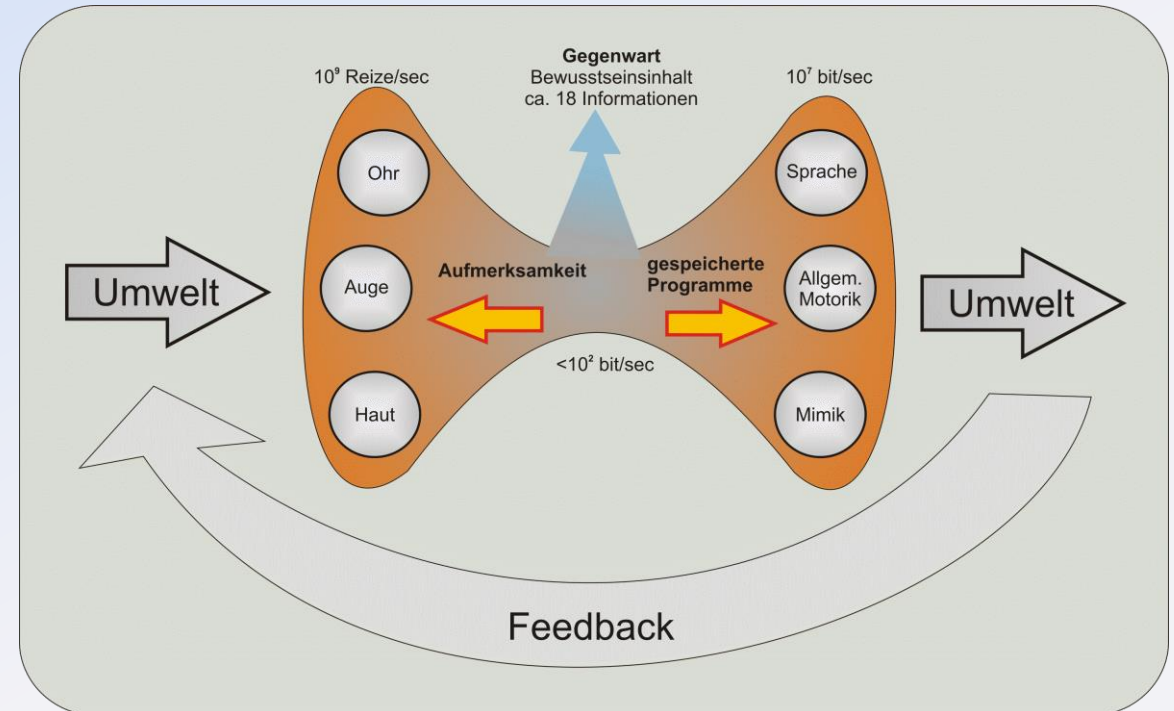 Gegenwart
Bewusstseinsinhalt
ca. 18 Informationen
10⁹ Reize/sec
10⁷ bit/sec
Ohr
Sprache
Umwelt
Auge
Aufmerksamkeit
gespeicherte
Programme
Allgem.
Motorik
Umwelt
<10² bit/sec
Haut
Mimik
Feedback